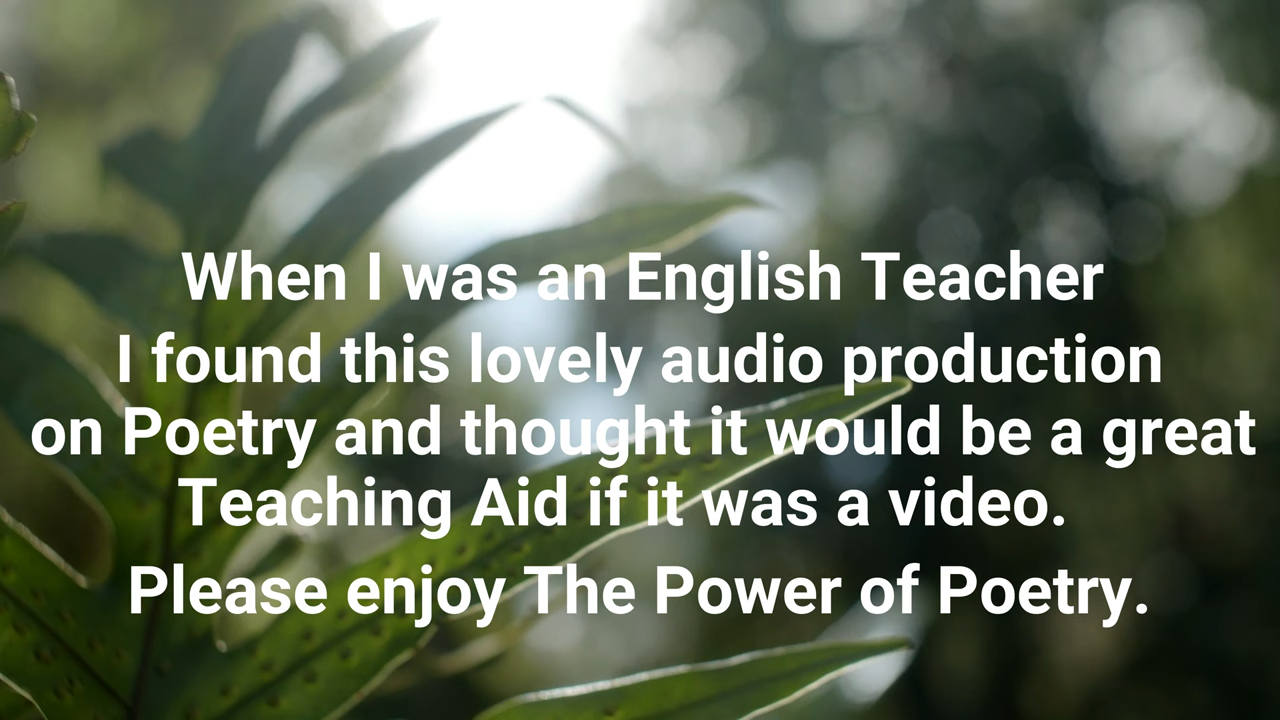 When I was an English Teacher
I found this lovely audio production
on Poetry and thought it would be a great
Teaching Aid if it was a video.
Please enjoy The Power of Poetry.